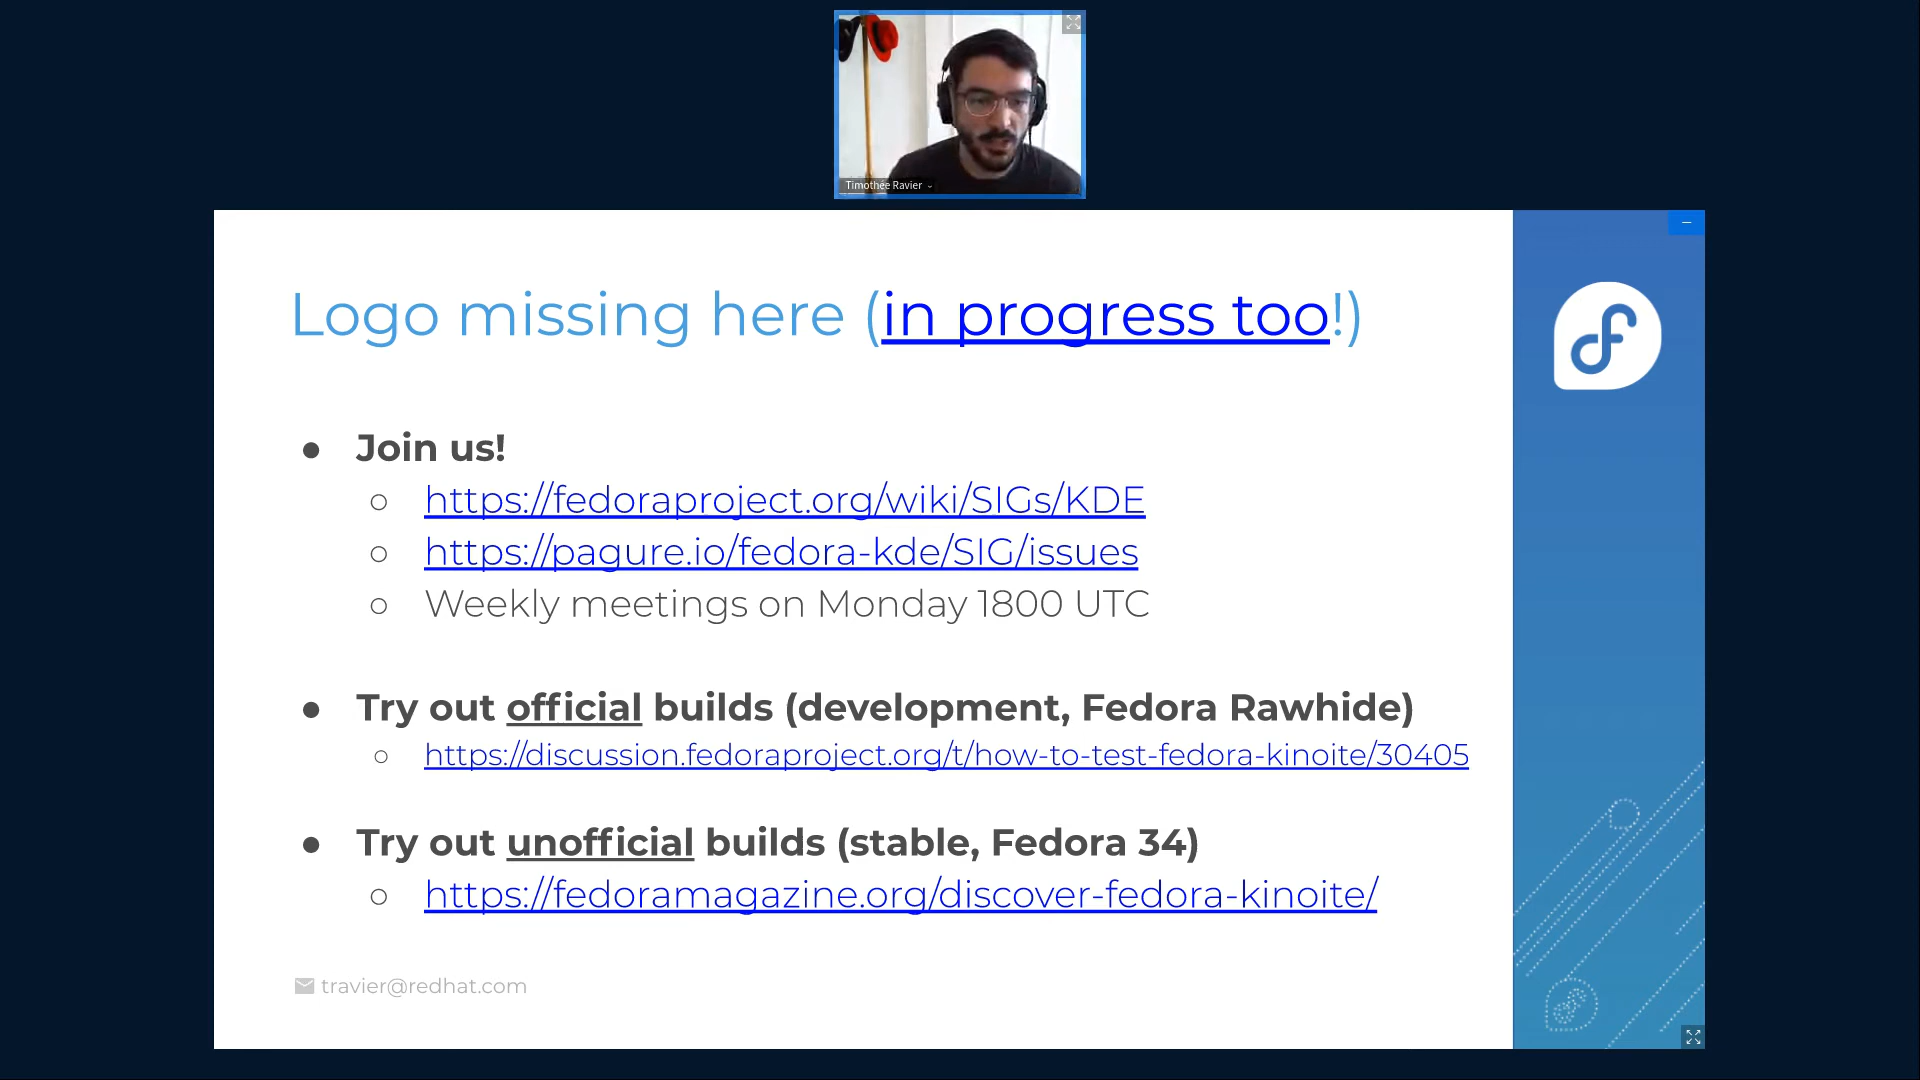 Timothee Ravier
Logo missing here (in progress too!)
● Join us!
○ https://fedoraproject.org/wiki/SIGs/KDE
○ https://pagure.io/fedora-kde/SIG/issues
○ Weekly meetings on Monday 1800 UTC
● Try out official builds (development, Fedora Rawhide)
○ https://discussion.fedoraproject.org/t/how-to-test-fedora-kinoite/30405
● Try out unofficial builds (stable, Fedora 34)
○ https://fedoramagazine.org/discover-fedora-kinoite/
travier@redhat.com